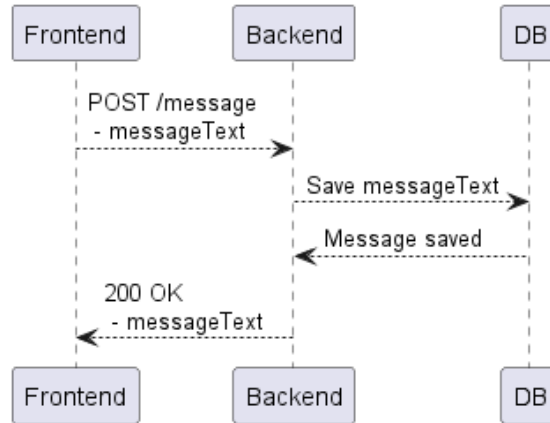 Frontend Backend DB
POST /message
- messageText
Save messageText
Message saved
200 OK
- messageText
Frontend Backend DB